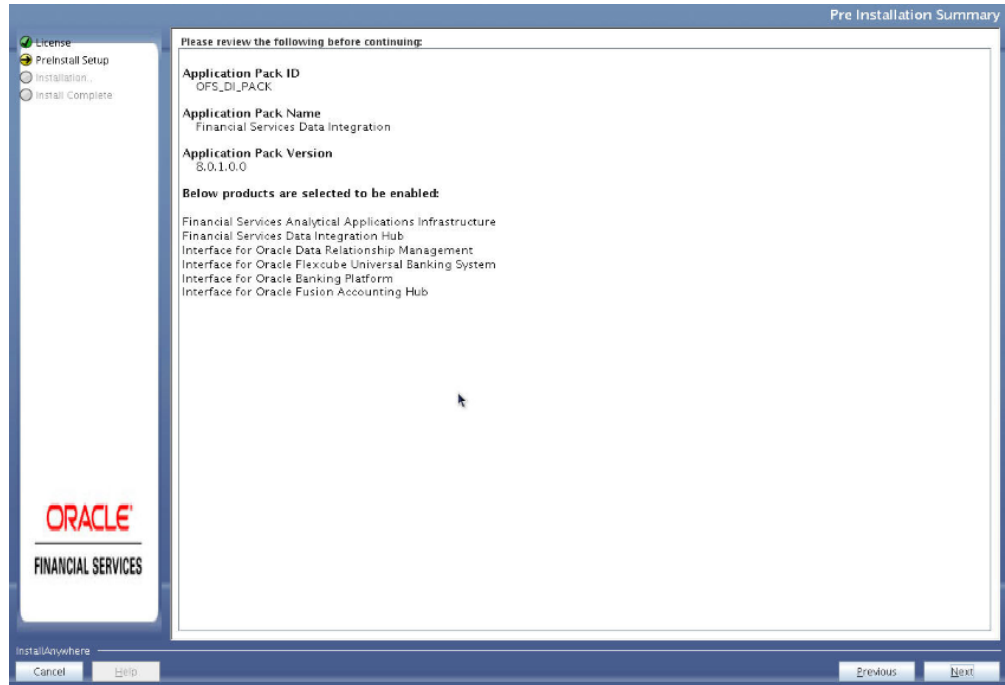 Pre Installation Summary
License
PreInstall Setup
Installation..
Install Complete
Please review the following before continuing:
Application Pack ID
OFS_DI_PACK
Application Pack Name
Financial Services Data Integration
Application Pack Version
8.0.1.0.0
Below products are selected to be enabled:
Financial Services Analytical Applications Infrastructure
Financial Services Data Integration Hub
Interface for Oracle Data Relationship Management
Interface for Oracle Flexcube Universal Banking System
Interface for Oracle Banking Platform
Interface for Oracle Fusion Accounting Hub
ORACLE
FINANCIAL SERVICES
InstallAnywhere
Cancel Help Previous Next